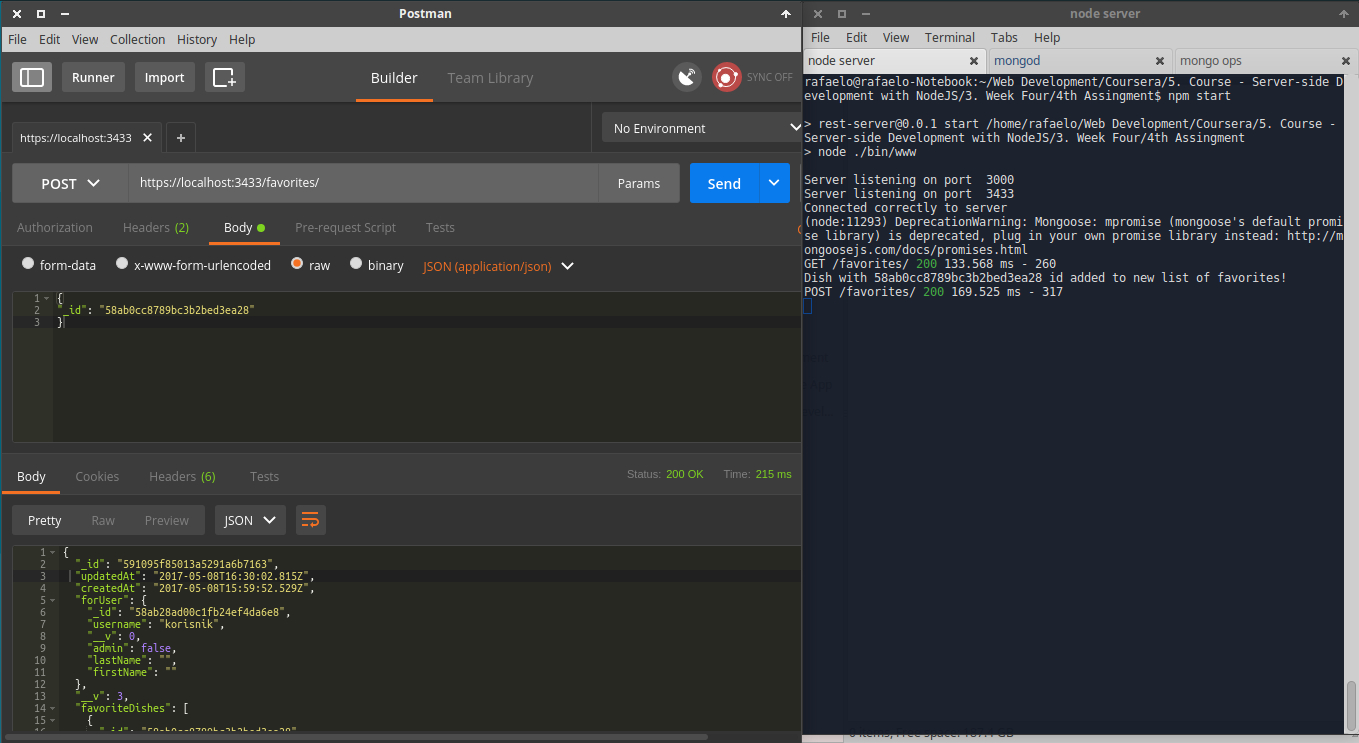 Postman
File Edit View Collection History Help
Runner Import Builder Team Library SYNC OFF
https://localhost:3433 No Environment
POST https://localhost:3433/favorites/ Params Send
Authorization Headers (2) Body Pre-request Script Tests
form-data x-www-form-urlencoded raw binary JSON (application/json)
1 {
2 "_id": "58ab0cc8789bc3b2bed3ea28"
3 }
Body Cookies Headers (6) Tests Status: 200 OK Time: 215 ms
Pretty Raw Preview JSON
1 {
2 "_id": "591095f85013a5291a6b7163",
3 "updatedAt": "2017-05-08T16:30:02.815Z",
4 "createdAt": "2017-05-08T15:59:52.529Z",
5 "forUser": {
6 "_id": "58ab28ad00c1fb24ef4da6e8",
7 "username": "korisnik",
8 "__v": 0,
9 "admin": false,
10 "lastName": "",
11 "firstName": ""
12 },
13 "__v": 3,
14 "favoriteDishes": [
15 {
16 "_id": "58ab0cc8789bc3b2bed3ea28",
node server
File Edit View Terminal Tabs Help
node server mongod mongo ops
rafaelo@rafaelo-Notebook:~/Web Development/Coursera/5. Course - Server-side D
evelopment with NodeJS/3. Week Four/4th Assingment$ npm start
> rest-server@0.0.1 start /home/rafaelo/Web Development/Coursera/5. Course -
Server-side Development with NodeJS/3. Week Four/4th Assingment
> node ./bin/www
Server listening on port 3000
Server listening on port 3433
Connected correctly to server
(node:11293) DeprecationWarning: Mongoose: mpromise (mongoose's default promi
se library) is deprecated, plug in your own promise library instead: http://m
ongoosejs.com/docs/promises.html
GET /favorites/ 200 133.568 ms - 260
Dish with 58ab0cc8789bc3b2bed3ea28 id added to new list of favorites!
POST /favorites/ 200 169.525 ms - 317